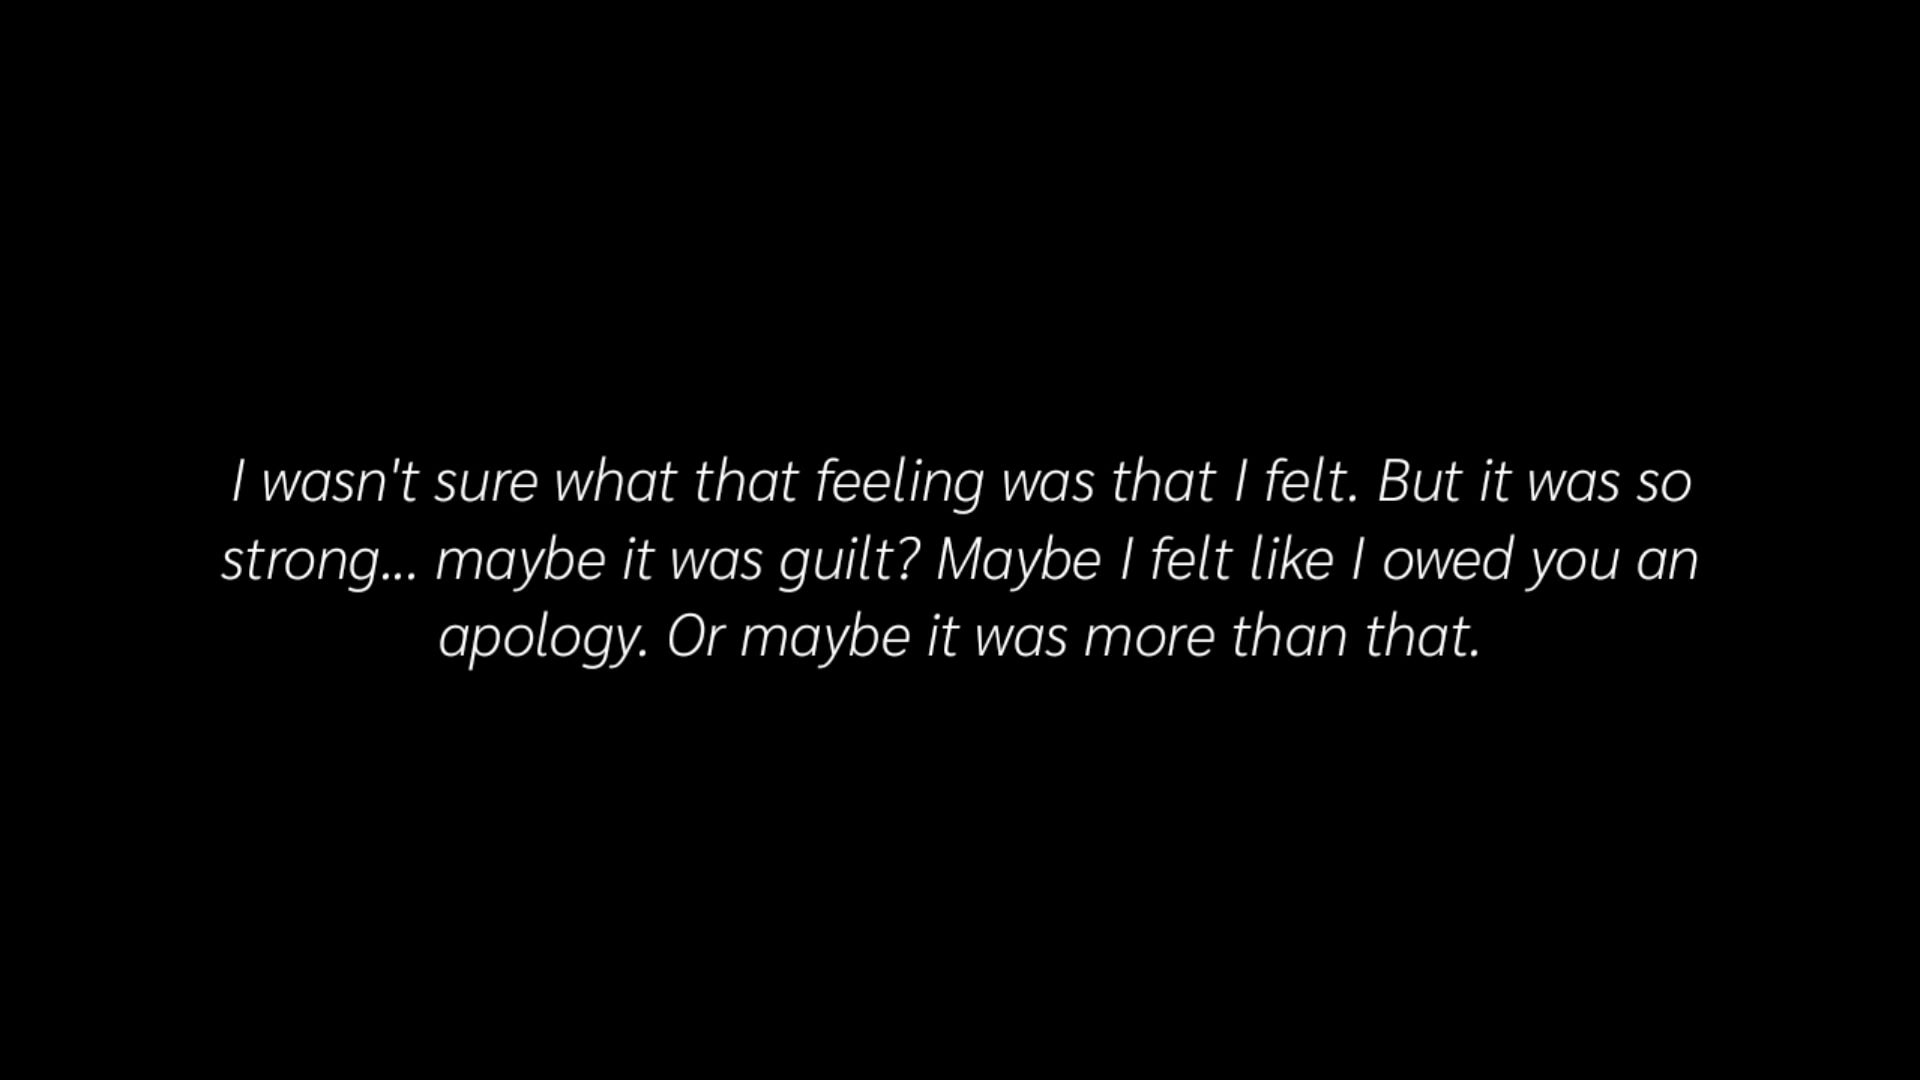 I wasn't sure what that feeling was that I felt. But it was so
strong... maybe it was guilt? Maybe I felt like I owed you an
apology. Or maybe it was more than that.